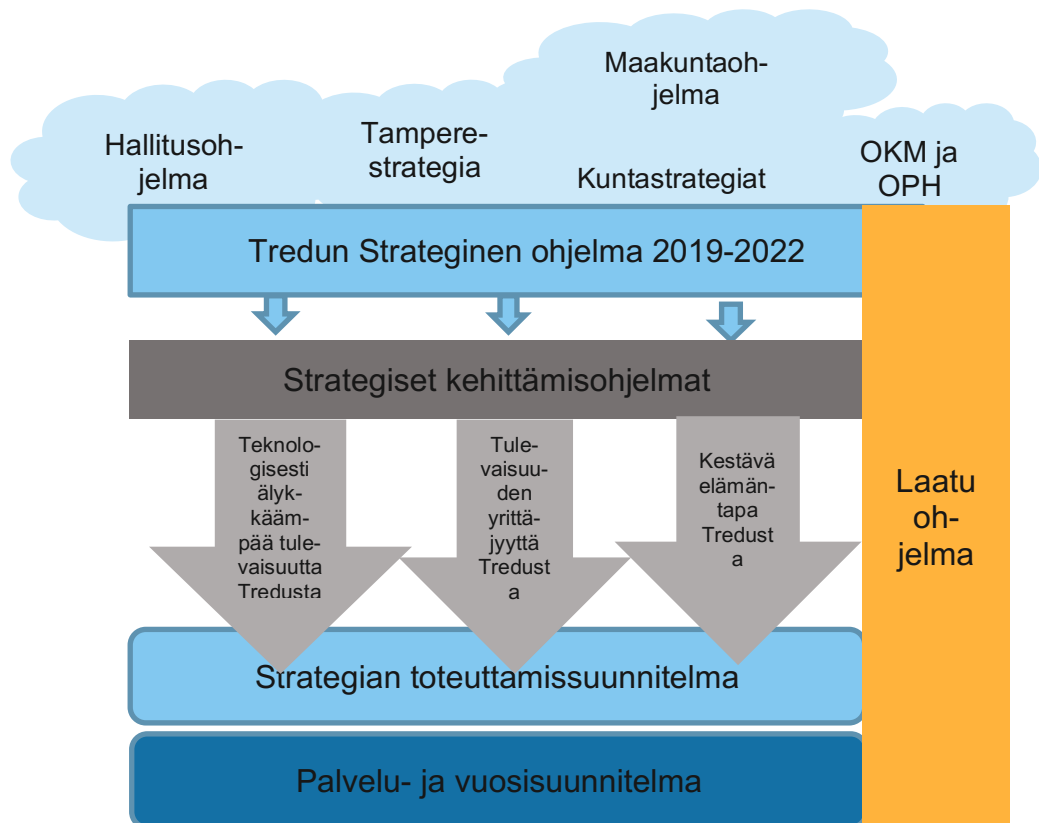 Maakuntaoh-
jelma
Hallitusoh-
jelma
Tampere-
strategia
Kuntastrategiat
OKM ja
OPH
Tredun Strateginen ohjelma 2019-2022
Strategiset kehittämisohjelmat
Teknolo-
gisesti
älyk-
kääm-
pää tule-
vaisuutta
Tredusta
Tule-
vaisuu-
den
yrittä-
jyyttä
Tredust
a
Kestävä
elämän-
tapa
Tredust
a
Laatu
oh-
jelma
Strategian toteuttamissuunnitelma
Palvelu- ja vuosisuunnitelma